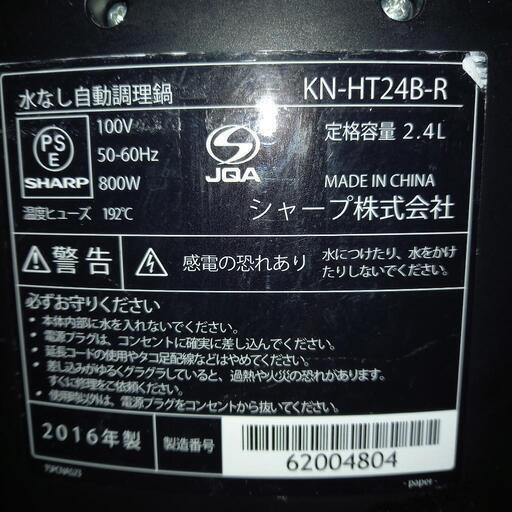 水なし自動調理鍋 KN-HT24B-R
PS
E
SHARP
100V
50-60Hz
800W
JQA
定格容量 2.4L
MADE IN CHINA
温度ヒューズ 192℃
シャープ株式会社
警告
感電の恐れあり
水につけたり、水をかけ
たりしないでください。
必ずお守りください
・本体内部に水を入れないでください。
・電源プラグは、コンセントに確実に差し込んでください。
・延長コードの使用やタコ足配線などはやめてください。
・差し込みがゆるくグラグラしていると、過熱や火災の恐れがあります。
すぐに修理をご依頼ください。
・使用時以外は、電源プラグをコンセントから抜いてください。
2016年製
製造番号
62004804
- paper -